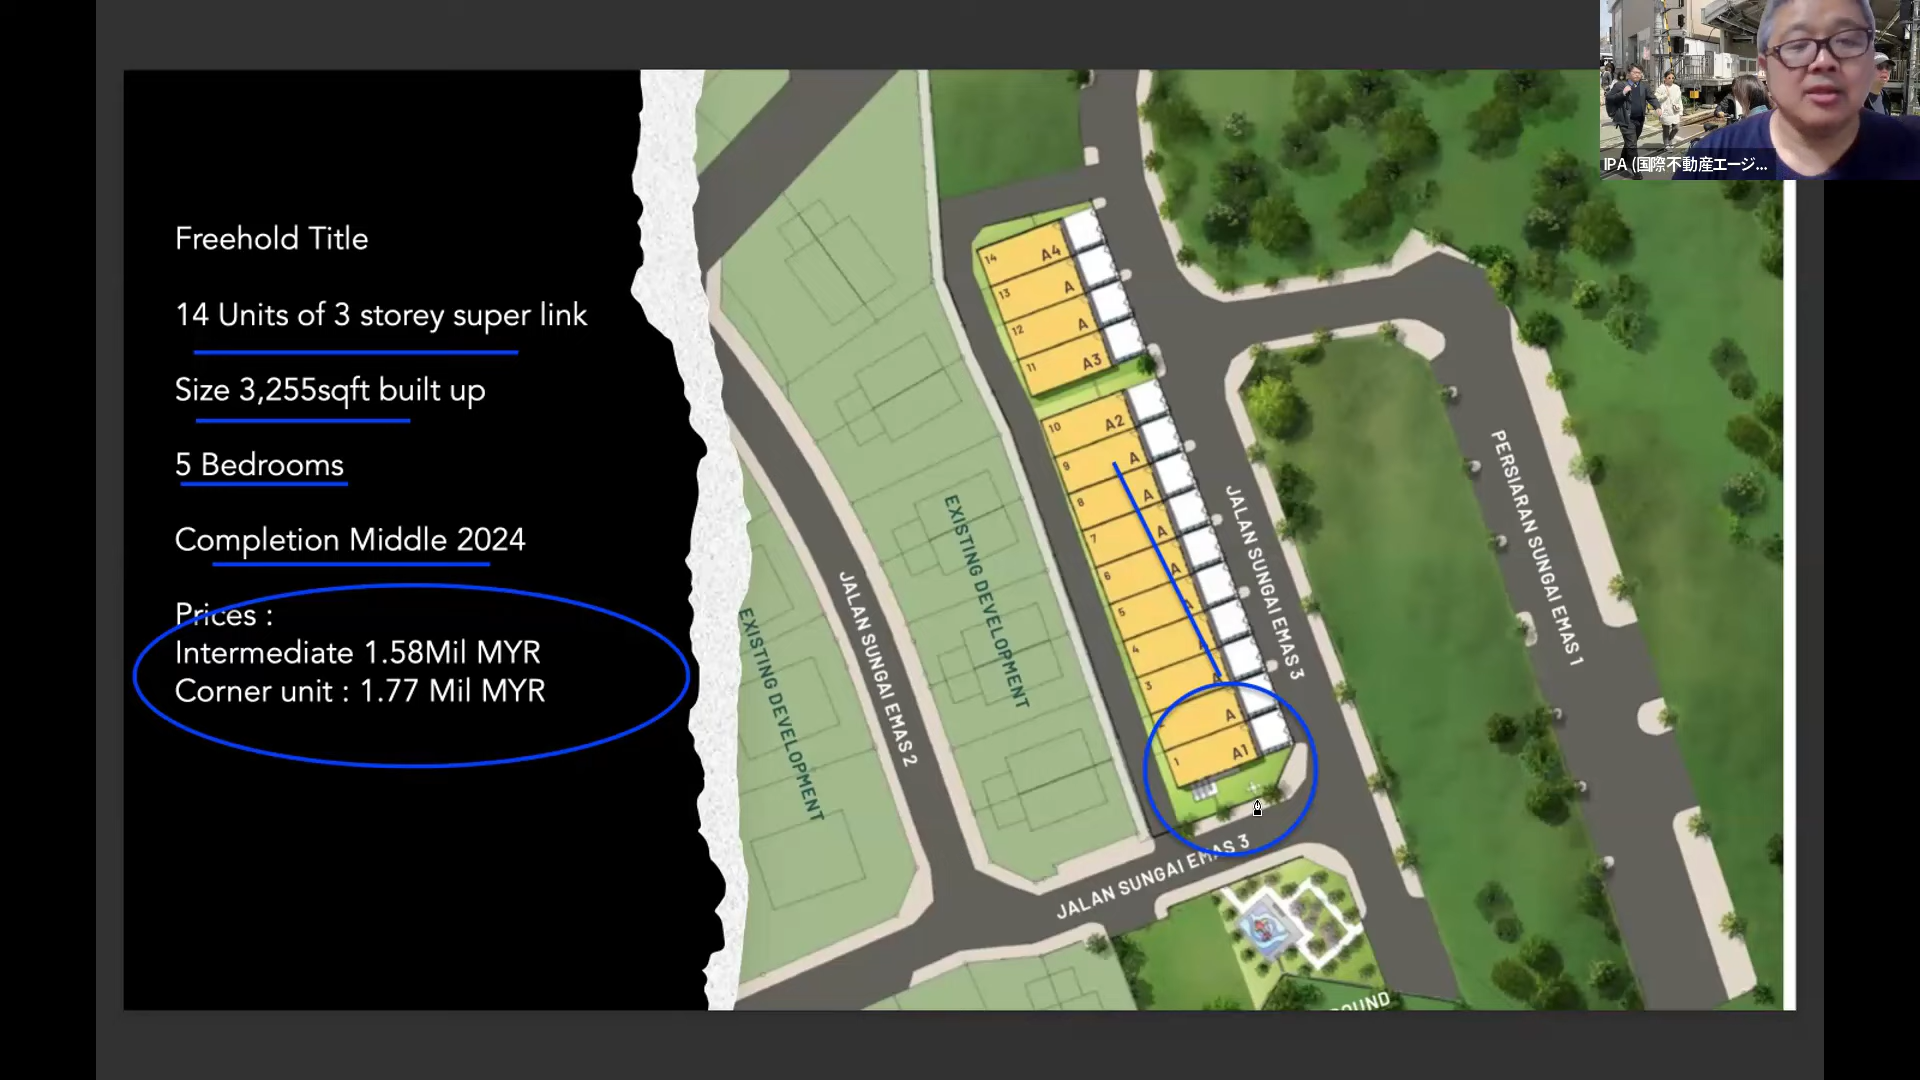 IPA (国際不動産エージ...
Freehold Title
14 Units of 3 storey super link
Size 3,255sqft built up
5 Bedrooms
Completion Middle 2024
Prices :
Intermediate 1.58Mil MYR
Corner unit : 1.77 Mil MYR
14 A4
13 A
12 A
11 A3
10 A2
9 A
8 A
7 A
6 A
5
4
3
A
1 A1
EXISTING DEVELOPMENT
JALAN SUNGAI EMAS 2
EXISTING DEVELOPMENT
JALAN SUNGAI EMAS 3
PERSIARAN SUNGAI EMAS 1
JALAN SUNGAI EMAS 3